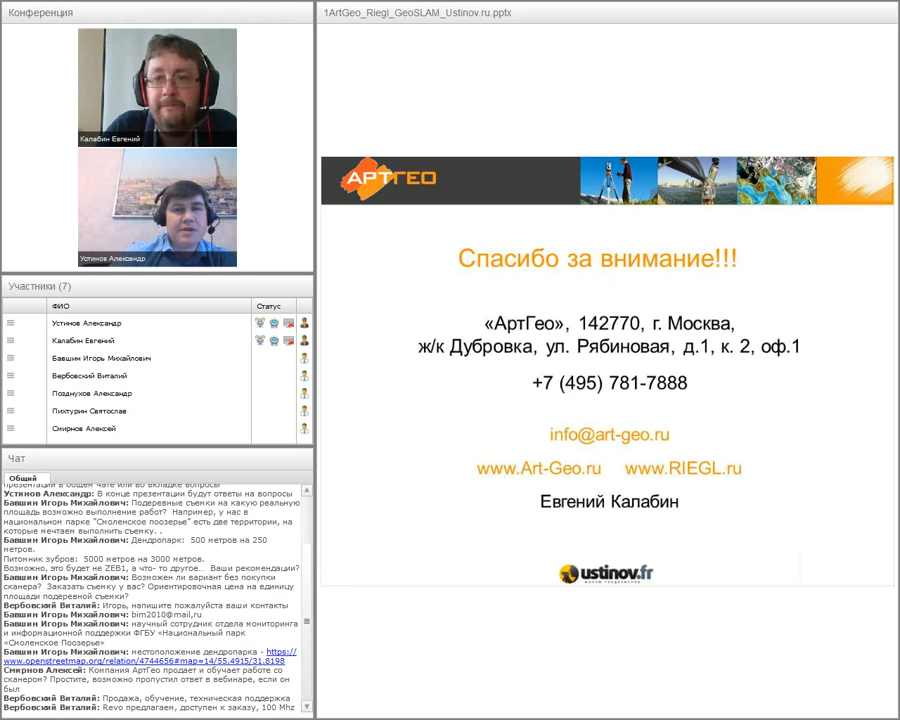 Конференция
Калабин Евгений
Устинов Александр
Участники (7)
ФИО Статус
Устинов Александр
Калабин Евгений
Бавшин Игорь Михайлович
Вербовский Виталий
Позднухов Александр
Пихтурин Святослав
Смирнов Алексей
Чат
Общий
презентации в общем чате или во вкладке вопросы
Устинов Александр: В конце презентации будут ответы на вопросы
Бавшин Игорь Михайлович: Подеревные съемки на какую реальную
площадь возможно выполнение работ? Например, у нас в
национальном парке "Смоленское поозерье" есть две территории, на
которые мечтаем выполнить съемку. .
Бавшин Игорь Михайлович: Дендропарк: 500 метров на 250
метров.
Питомник зубров: 5000 метров на 3000 метров.
Возможно, это будет не ZEB1, а что- то другое... Ваши рекомендации?
Бавшин Игорь Михайлович: Возможен ли вариант без покупки
сканера? Заказать съемку у вас? Ориентировочная цена на единицу
площади подеревной съемки?
Вербовский Виталий: Игорь, напишите пожалуйста ваши контакты
Бавшин Игорь Михайлович: bim2010@mail,ru
Бавшин Игорь Михайлович: научный сотрудник отдела мониторинга
и информационной поддержки ФГБУ «Национальный парк
«Смоленское Поозерье»
Бавшин Игорь Михайлович: местоположение дендропарка - https://
www.openstreetmap.org/relation/4744656#map=14/55.4915/31.8198
Смирнов Алексей: Компания АртГео продает и обучает работе со
сканером? Простите, возможно пропустил ответ в вебинаре, если он
был
Вербовский Виталий: Продажа, обучение, техническая поддержка
Вербовский Виталий: Revo предлагаем, доступен к заказу, 100 Mhz
1ArtGeo_Riegl_GeoSLAM_Ustinov.ru.pptx
АРТГЕО
Спасибо за внимание!!!
«АртГео», 142770, г. Москва,
ж/к Дубровка, ул. Рябиновая, д.1, к. 2, оф.1
+7 (495) 781-7888
info@art-geo.ru
www.Art-Geo.ru www.RIEGL.ru
Евгений Калабин
ustinov.fr